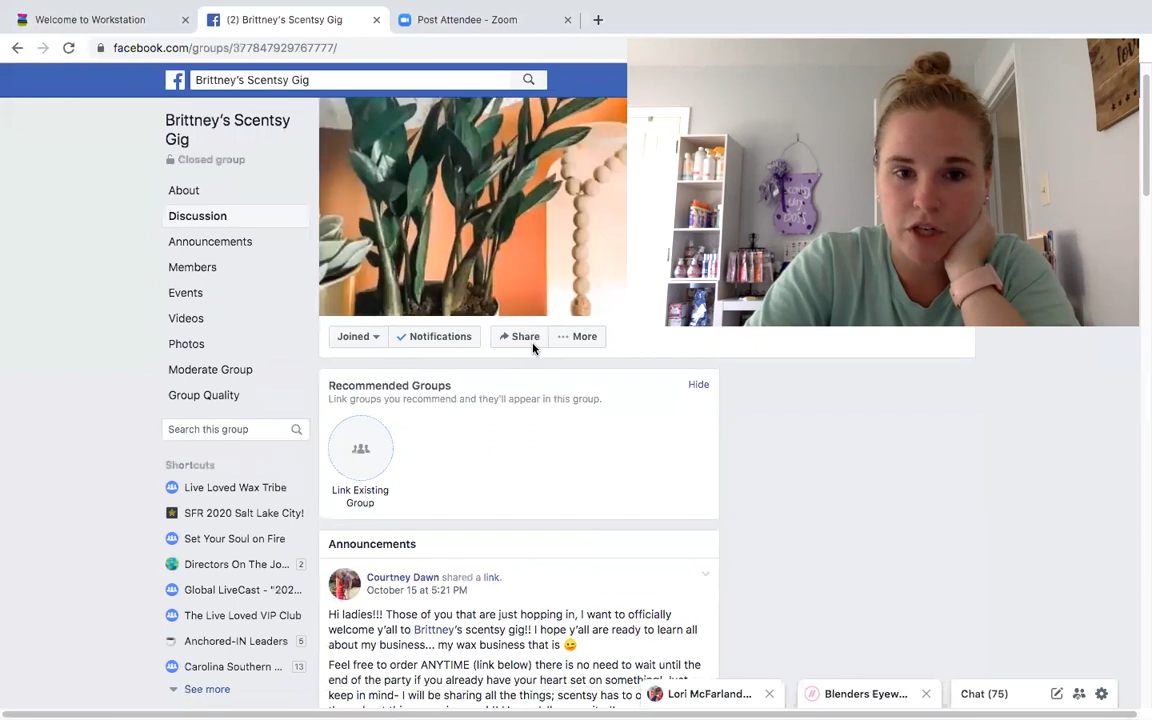 Welcome to Workstation
(2) Brittney's Scentsy Gig
Post Attendee - Zoom
facebook.com/groups/377847929767777/
Brittney's Scentsy Gig
Brittney's Scentsy
Gig
Closed group
About
Discussion
Announcements
Members
Events
Videos
Photos
Moderate Group
Group Quality
Search this group
Shortcuts
Live Loved Wax Tribe
SFR 2020 Salt Lake City!
Set Your Soul on Fire
Directors On The Jo... 2
Global LiveCast - "202...
The Live Loved VIP Club
Anchored-IN Leaders 5
Carolina Southern ... 13
See more
Joined
Notifications
Share
More
Recommended Groups
Hide
Link groups you recommend and they'll appear in this group.
Link Existing
Group
Announcements
Courtney Dawn shared a link.
October 15 at 5:21 PM
Hi ladies!!! Those of you that are just hopping in, I want to officially
welcome y'all to Brittney's scentsy gig!! I hope y'all are ready to learn all
about my business... my wax business that is 😉
Feel free to order ANYTIME (link below) there is no need to wait until the
end of the party if you already have your heart set on something, just
keep in mind- I will be sharing all the things; scentsy has to o
Lori McFarland...
Blenders Eyew...
Chat (75)